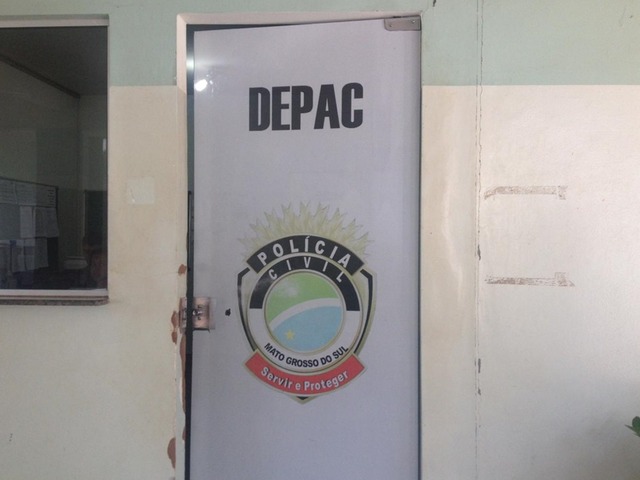 DEPAC
POLÍCIA
CIVIL
MATO GROSSO DO SUL
Servir e Proteger